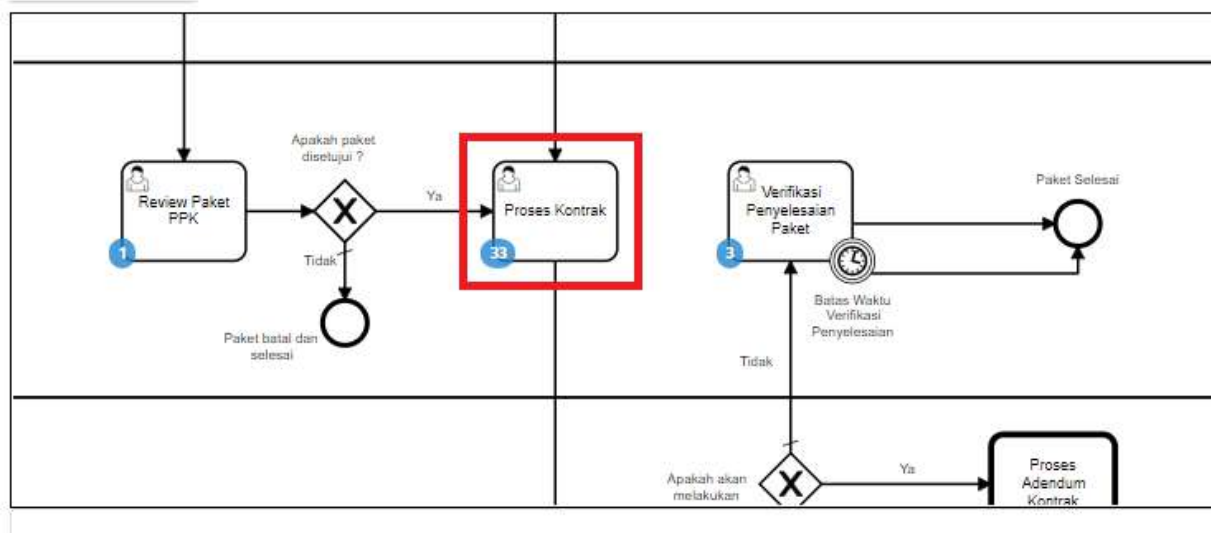 Apakah paket
disetujui ?
Review Paket
PPK
1
Ya
Tidak
Paket batal dan
selesai
Proses Kontrak
33
Verifikasi
Penyelesaian
Paket
3
Paket Selesai
Batas Waktu
Verifikasi
Penyelesaian
Tidak
Apakah akan
melakukan
Ya
Proses
Adendum
Kontrak